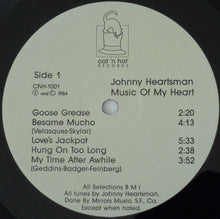 cat 'n hat
RECORDS
Side 1
CNH-1001
℗ and © 1984
Johnny Heartsman
Music Of My Heart
Goose Grease 2:20
Besame Mucho 4:13
(Velasquez-Skylar)
Love's Jackpot 2:33
Hung On Too Long 4:38
My Time After Awhile 3:52
(Geddins-Badger-Feinberg)
All Selections B M I
All tunes by Johnny Heartsman,
Done By Mirrors Music, S.F., Ca.
Except when noted.